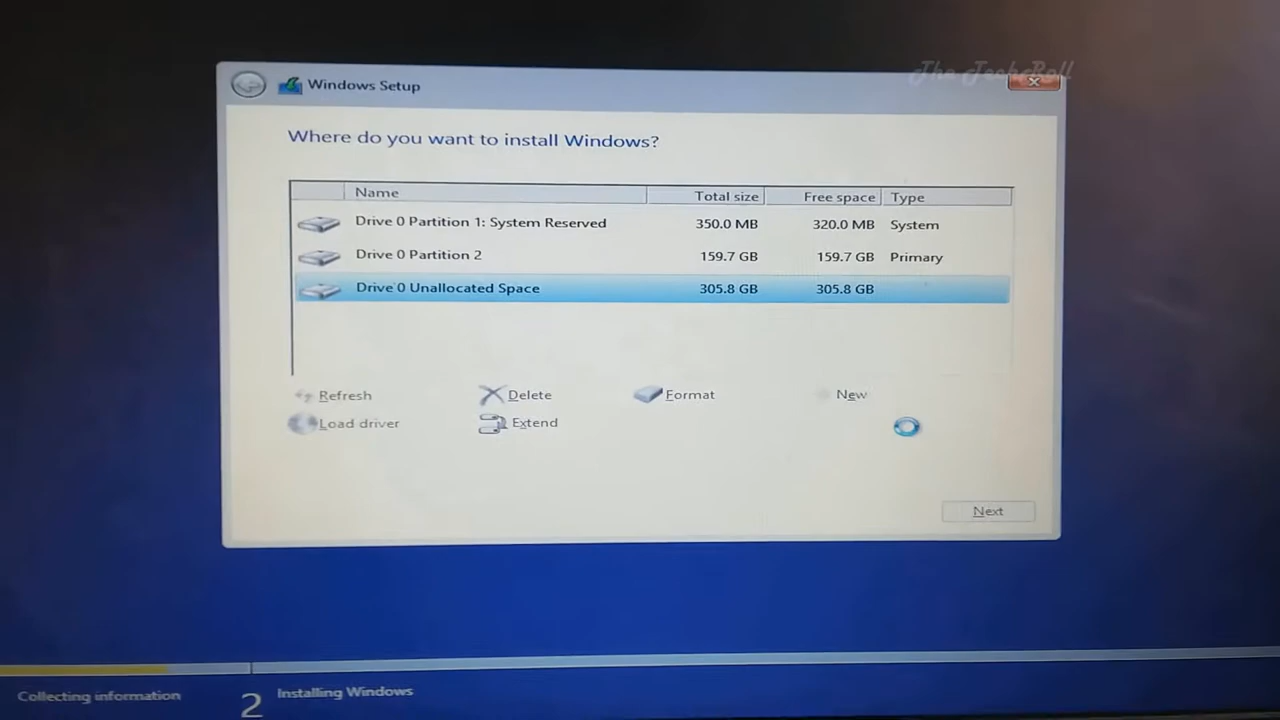 The TechRoll
Windows Setup
Where do you want to install Windows?
Name Total size Free space Type
Drive 0 Partition 1: System Reserved 350.0 MB 320.0 MB System
Drive 0 Partition 2 159.7 GB 159.7 GB Primary
Drive 0 Unallocated Space 305.8 GB 305.8 GB
Refresh Delete Format New
Load driver Extend
Next
Collecting information 2 Installing Windows